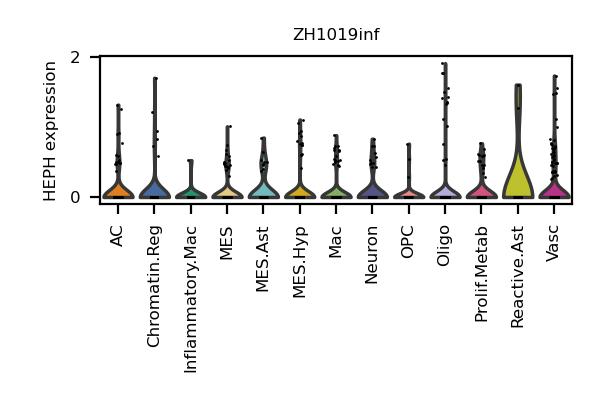 ZH1019inf
HEPH expression
2
0
AC
Chromatin.Reg
Inflammatory.Mac
MES
MES.Ast
MES.Hyp
Mac
Neuron
OPC
Oligo
Prolif.Metab
Reactive.Ast
Vasc